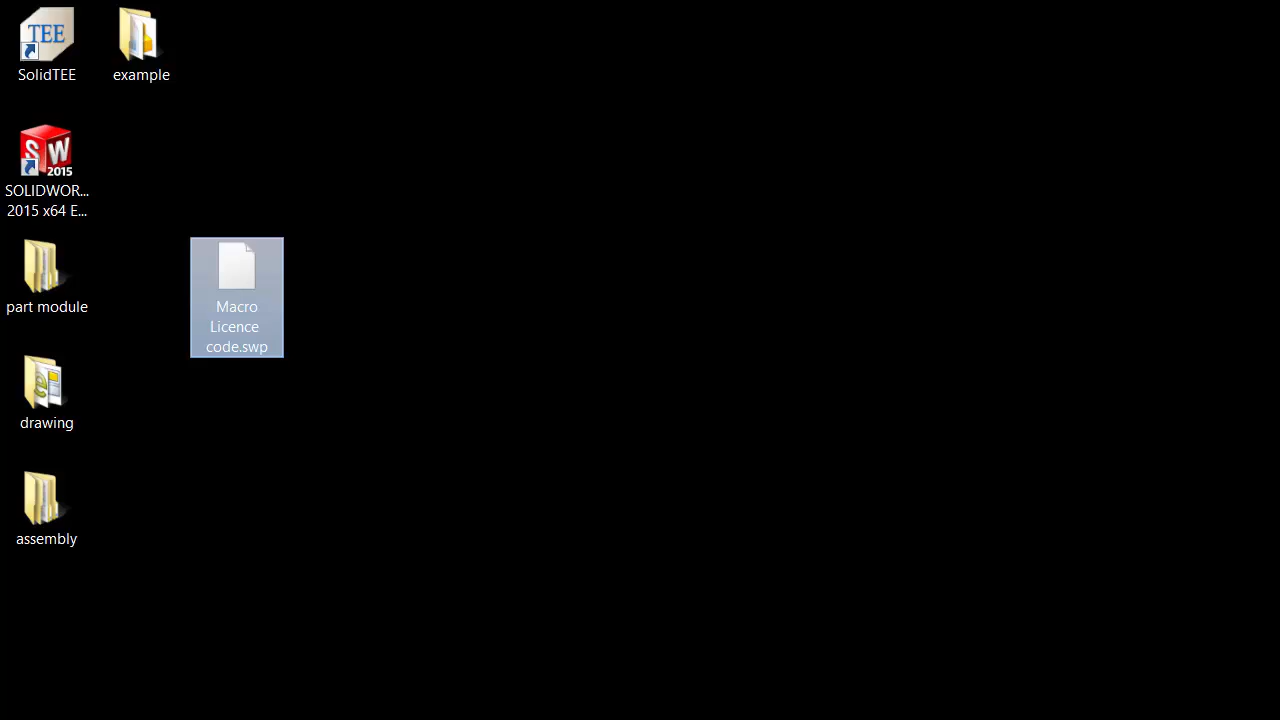 TEE
SolidTEE
example
SW
2015
SOLIDWOR...
2015 x64 E...
part module
Macro
Licence
code.swp
drawing
assembly